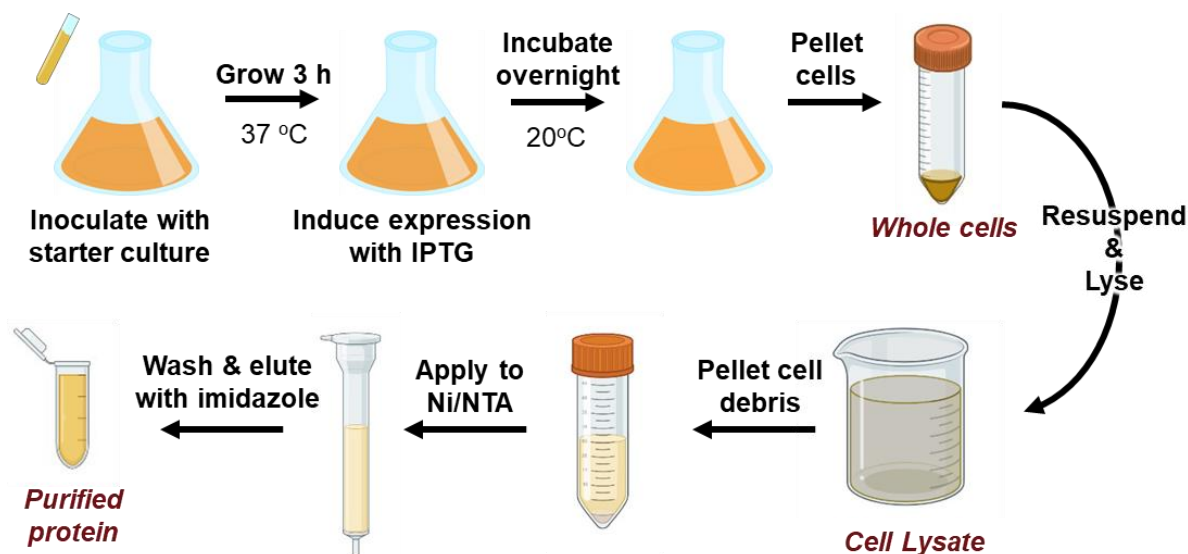 Inoculate with
starter culture
Grow 3 h
37 °C
Induce expression
with IPTG
Incubate
overnight
20°C
Pellet
cells
Whole cells
Resuspend
&
Lyse
Cell Lysate
Pellet cell
debris
Apply to
Ni/NTA
Wash & elute
with imidazole
Purified
protein